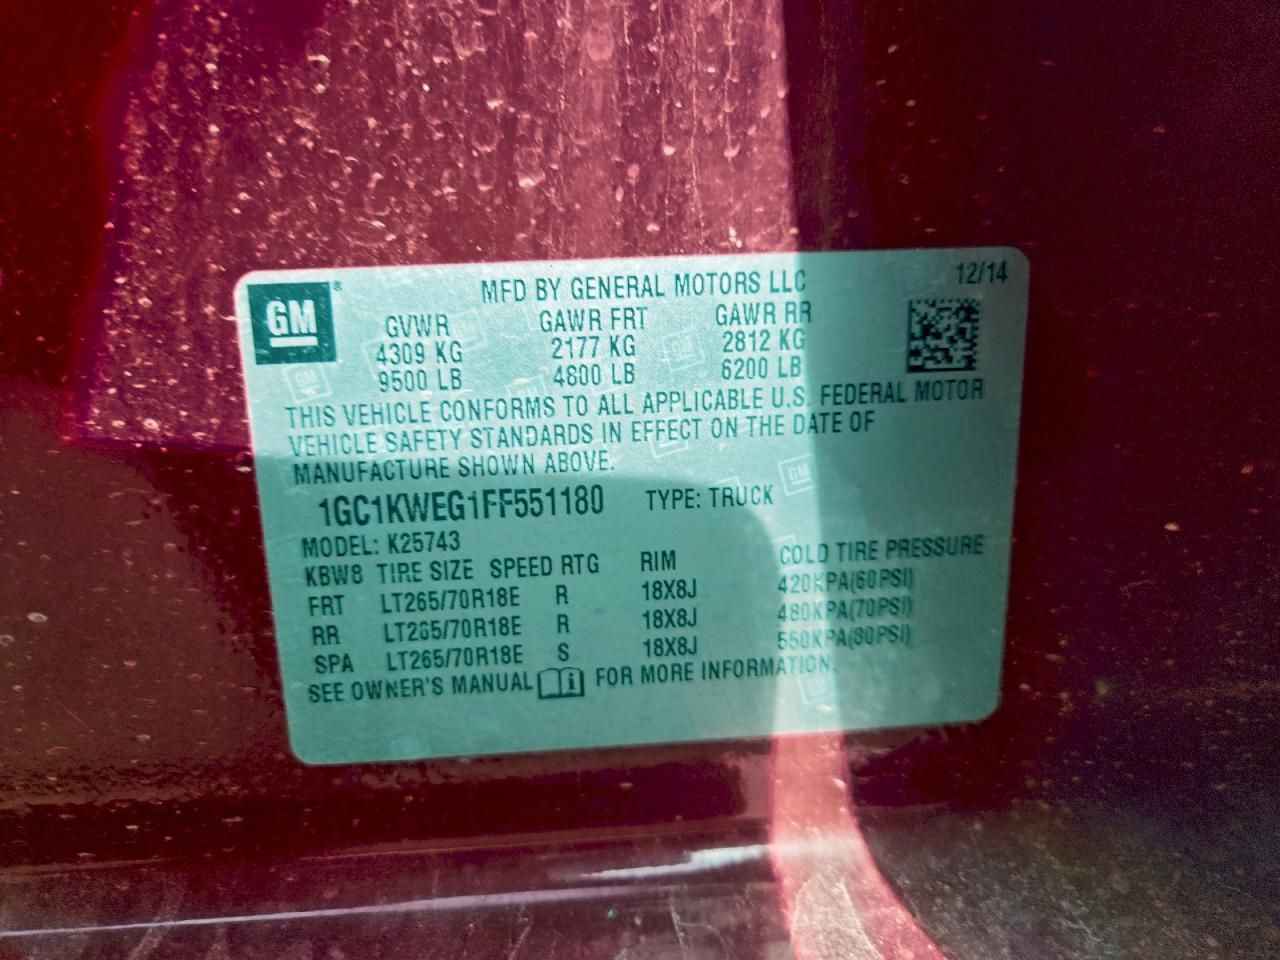 12/14
GM® MFD BY GENERAL MOTORS LLC
GVWR GAWR FRT GAWR RR
4309 KG 2177 KG 2812 KG
9500 LB 4800 LB 6200 LB
THIS VEHICLE CONFORMS TO ALL APPLICABLE U.S. FEDERAL MOTOR
VEHICLE SAFETY STANDARDS IN EFFECT ON THE DATE OF
MANUFACTURE SHOWN ABOVE.
1GC1KWEG1FF551180 TYPE: TRUCK
MODEL: K25743
KBW8 TIRE SIZE SPEED RTG RIM COLD TIRE PRESSURE
FRT LT265/70R18E R 18X8J 420KPA(60PSI)
RR LT265/70R18E R 18X8J 480KPA(70PSI)
SPA LT265/70R18E S 18X8J 550KPA(80PSI)
SEE OWNER'S MANUAL FOR MORE INFORMATION.